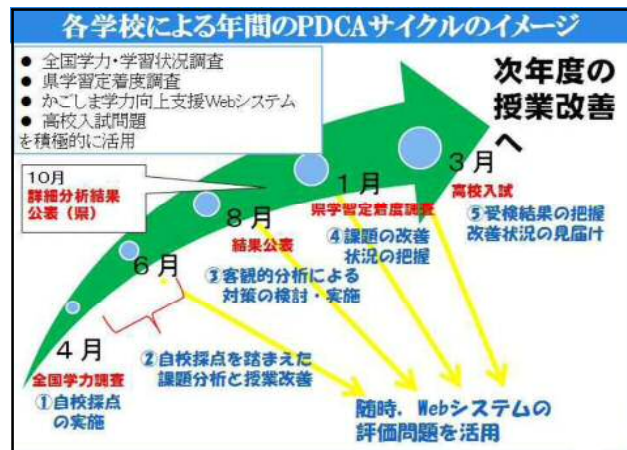 各学校による年間のPDCAサイクルのイメージ
● 全国学力・学習状況調査
● 県学習定着度調査
● かごしま学力向上支援Webシステム
● 高校入試問題
を積極的に活用
次年度の
授業改善
へ
10月
詳細分析結果
公表（県）
3月
高校入試
⑤受検結果の把握
改善状況の見届け
1月
県学習定着度調査
④課題の改善
状況の把握
8月
結果公表
③客観的分析による
対策の検討・実施
6月
②自校採点を踏まえた
課題分析と授業改善
4月
全国学力調査
①自校採点
の実施
随時，Webシステムの
評価問題を活用